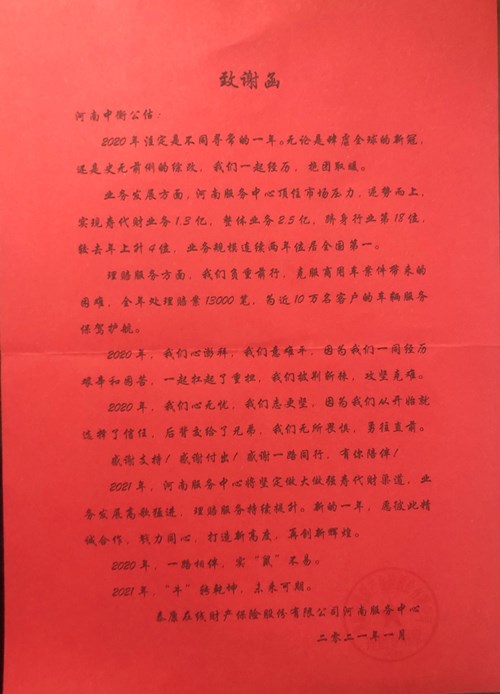 致谢函
河南中衡公估：
2020年注定是不同寻常的一年。无论是肆虐全球的新冠，
还是史无前例的综改，我们一起经历，抱团取暖。
业务发展方面，河南服务中心顶住市场压力，逆势而上，
实现寿代财业务1.3亿，整体业务2.5亿，跻身行业第18位，
较去年上升4位，业务规模连续两年位居全国第一。
理赔服务方面，我们负重前行，克服商用车案件带来的
困难，全年处理赔案13000笔，为近10万名客户的车辆服务
保驾护航。
2020年，我们心澎拜，我们意难平，因为我们一同经历
艰辛和困苦，一起扛起了重担，我们披荆斩棘，攻坚克难。
2020年，我们心无忧，我们志更坚，因为我们从开始就
选择了信任，后背交给了兄弟，我们无所畏惧，勇往直前。
感谢支持！感谢付出！感谢一路同行，有你陪伴！
2021年，河南服务中心将坚定做大做强寿代财渠道，业
务发展高歌猛进，理赔服务持续提升。新的一年，愿彼此精
诚合作，戮力同心，打造新高度，再创新辉煌。
2020年，一路相伴，实“鼠”不易。
2021年，“牛”转乾坤，未来可期。
泰康在线财产保险股份有限公司河南服务中心
二零二一年一月